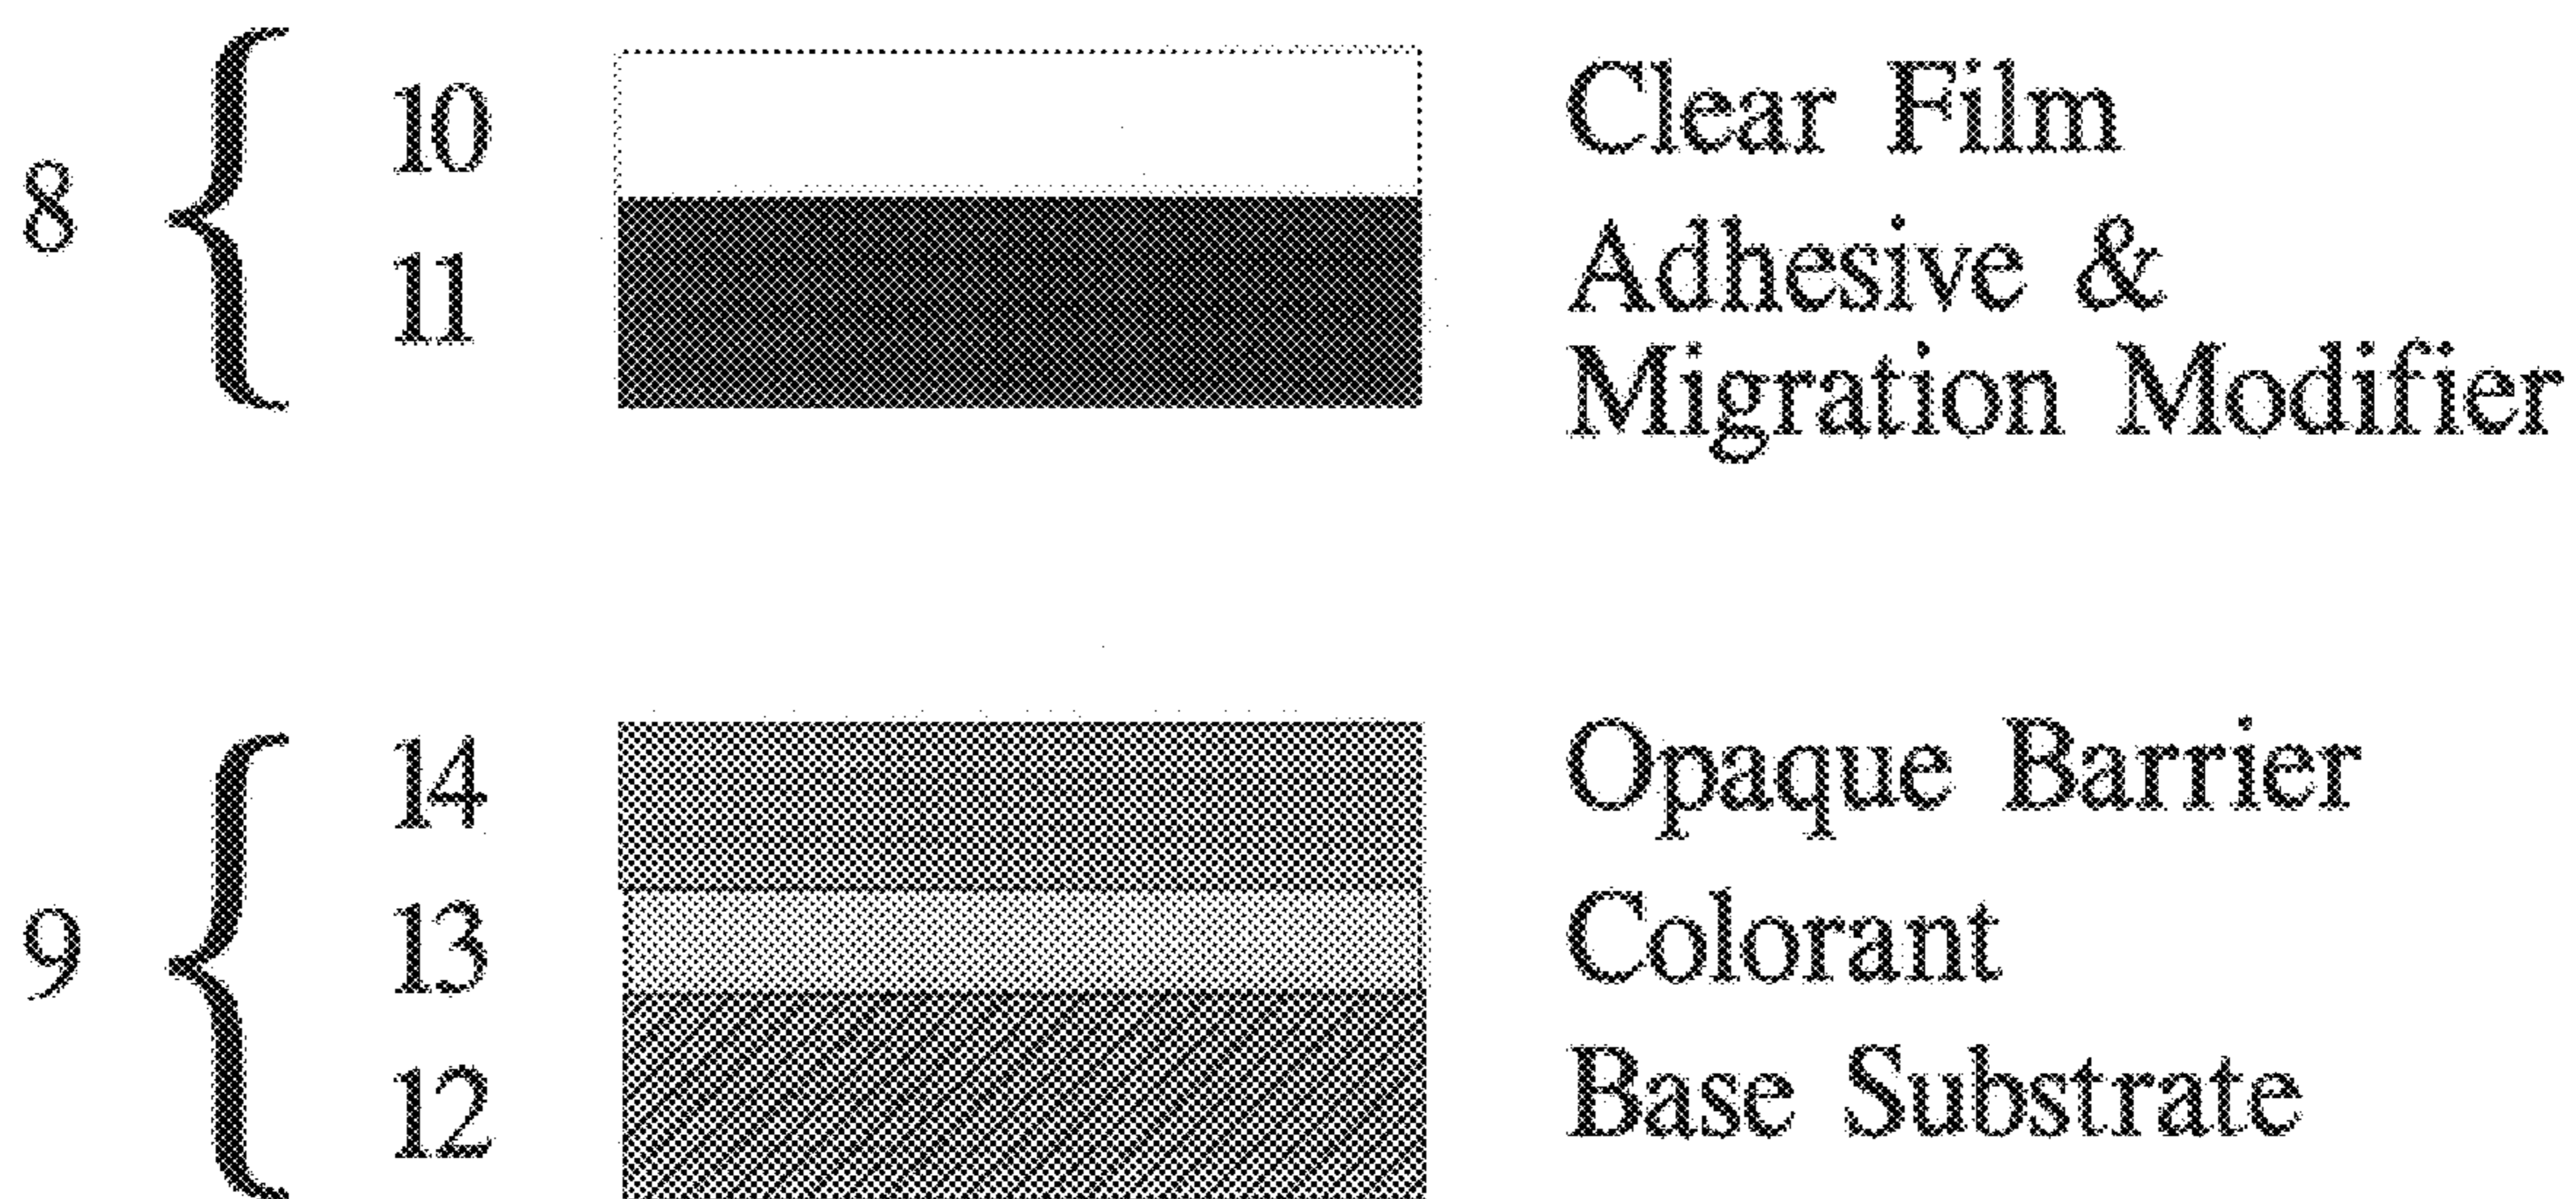 8
10 Clear Film
11 Adhesive &
Migration Modifier
9
14 Opaque Barrier
13 Colorant
12 Base Substrate